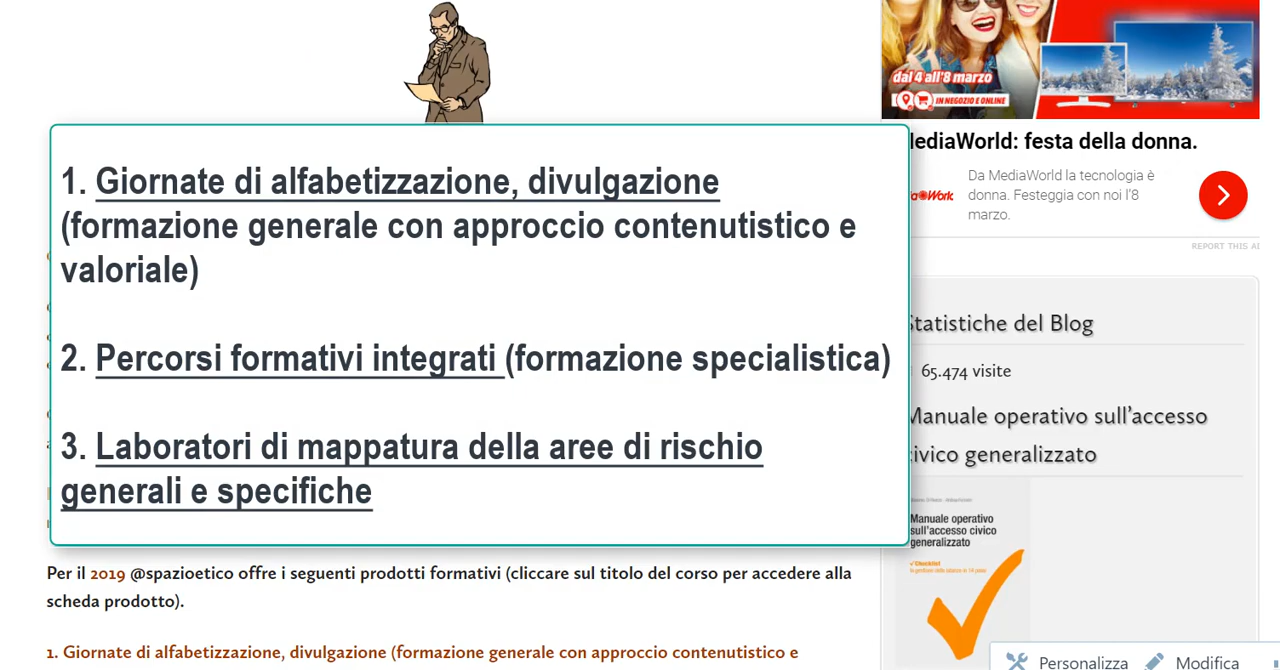 1. Giornate di alfabetizzazione, divulgazione
(formazione generale con approccio contenutistico e
valoriale)
2. Percorsi formativi integrati (formazione specialistica)
3. Laboratori di mappatura della aree di rischio
generali e specifiche
Per il 2019 @spazioetico offre i seguenti prodotti formativi (cliccare sul titolo del corso per accedere alla
scheda prodotto).
1. Giornate di alfabetizzazione, divulgazione (formazione generale con approccio contenutistico e
dal 4 all'8 marzo
IN NEGOZIO E ONLINE
MediaWorld: festa della donna.
Da MediaWorld la tecnologia è
donna. Festeggia con noi l'8
marzo.
REPORT THIS
Statistiche del Blog
65.474 visite
Manuale operativo sull'accesso
civico generalizzato
Manuale operativo
sull'accesso civico
generalizzato
Personalizza
Modifica